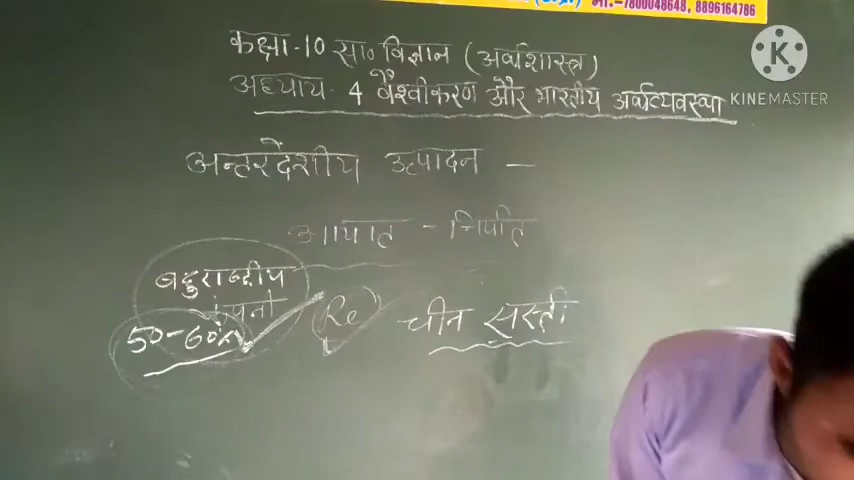 मो.-7800048648, 8896164786
कक्षा-10 सा० विज्ञान (अर्थशास्त्र)
अध्याय- 4 वैश्वीकरण और भारतीय अर्थव्यवस्था
KINEMASTER
अन्तरदेशीय उत्पादन —
आयात - निर्यात
बहुराष्ट्रीय
कंपनी
Re
चीन सस्ती
50-60